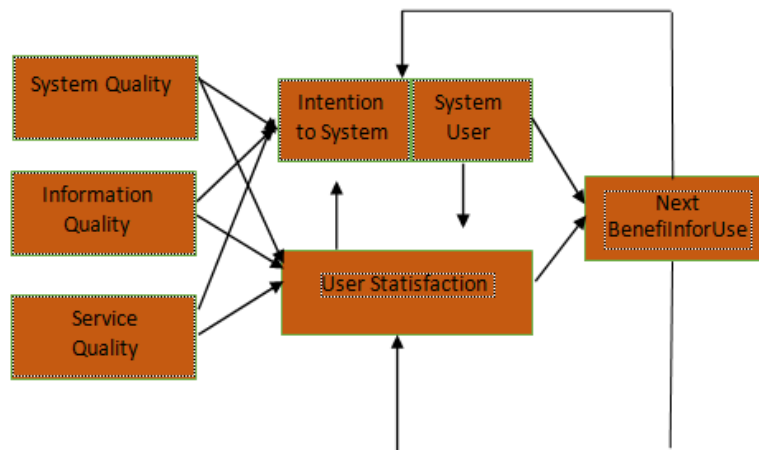 System Quality
Intention
to System
System
User
Information
Quality
Next
BenefiInforUse
User Statisfaction
Service
Quality